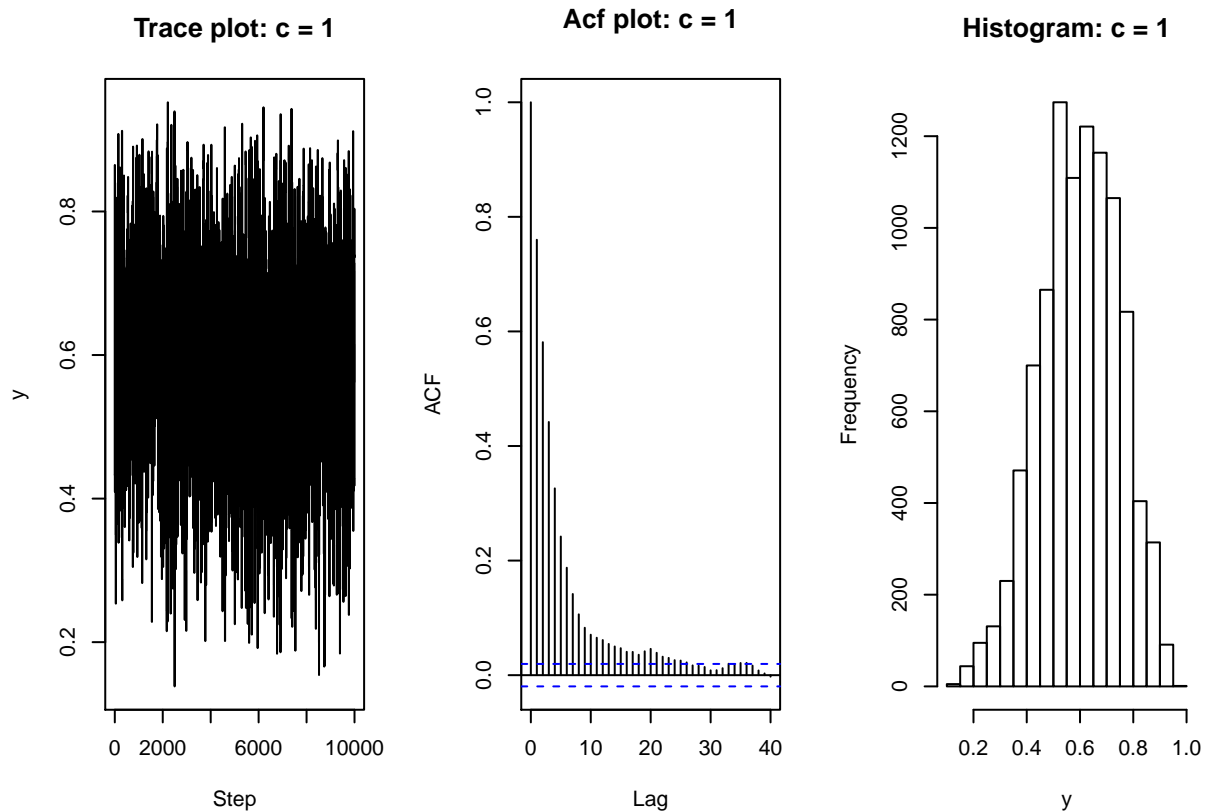 Trace plot: c = 1
y
0.8
0.6
0.4
0.2
0 2000 6000 10000
Step
Acf plot: c = 1
ACF
1.0
0.8
0.6
0.4
0.2
0.0
0 10 20 30 40
Lag
Histogram: c = 1
Frequency
1200
1000
800
600
400
200
0
0.2 0.4 0.6 0.8 1.0
y